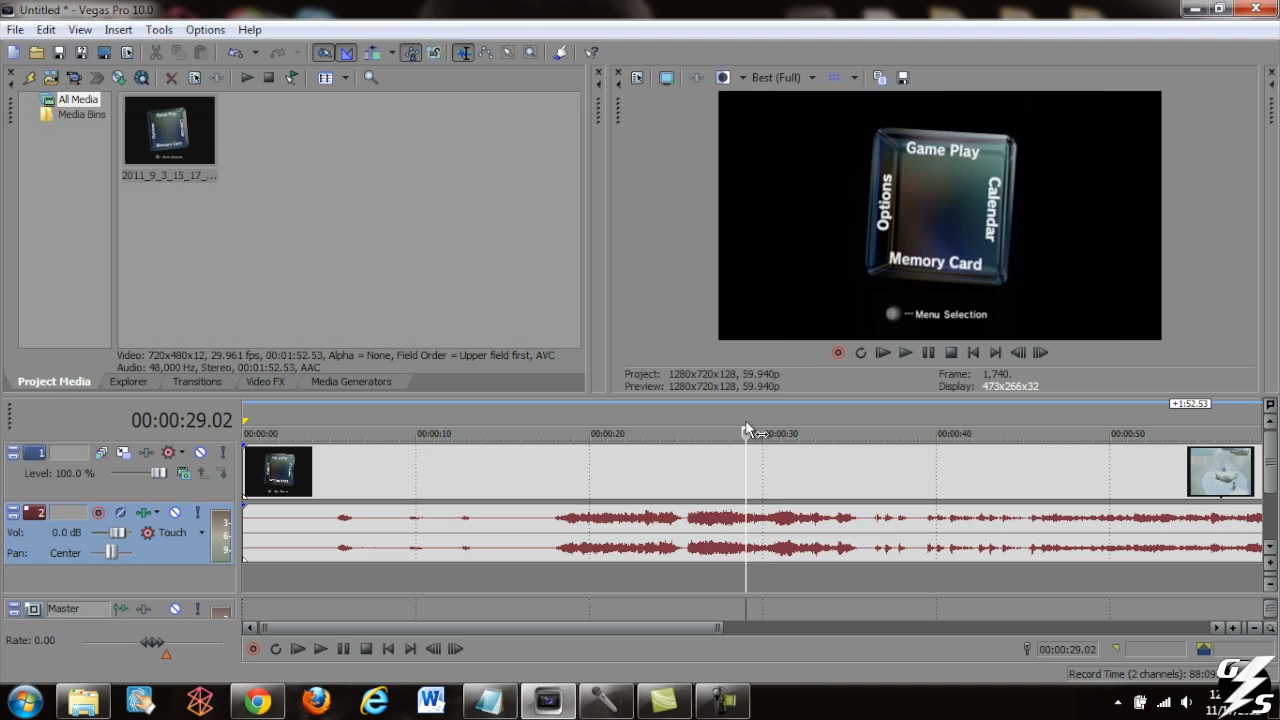 Untitled * - Vegas Pro 10.0
File Edit View Insert Tools Options Help
All Media
Media Bins
2011_9_3_15_17_...
Video: 720x480x12, 29.961 fps, 00:01:52.53, Alpha = None, Field Order = Upper field first, AVC
Audio: 48,000 Hz, Stereo, 00:01:52.53, AAC
Project Media Explorer Transitions Video FX Media Generators
Best (Full)
Game Play
Options
Calendar
Memory Card
Menu Selection
Project: 1280x720x128, 59.940p Frame: 1,740.
Preview: 1280x720x128, 59.940p Display: 473x266x32
+1:52.53
00:00:29.02
00:00:00 00:00:10 00:00:20 00:00:30 00:00:40 00:00:50
1
Level: 100.0 %
2
Vol: 0.0 dB Touch
Pan: Center
3-
6-
9-
Master
Rate: 0.00
00:00:29.02
Record Time (2 channels): 88:09
G S